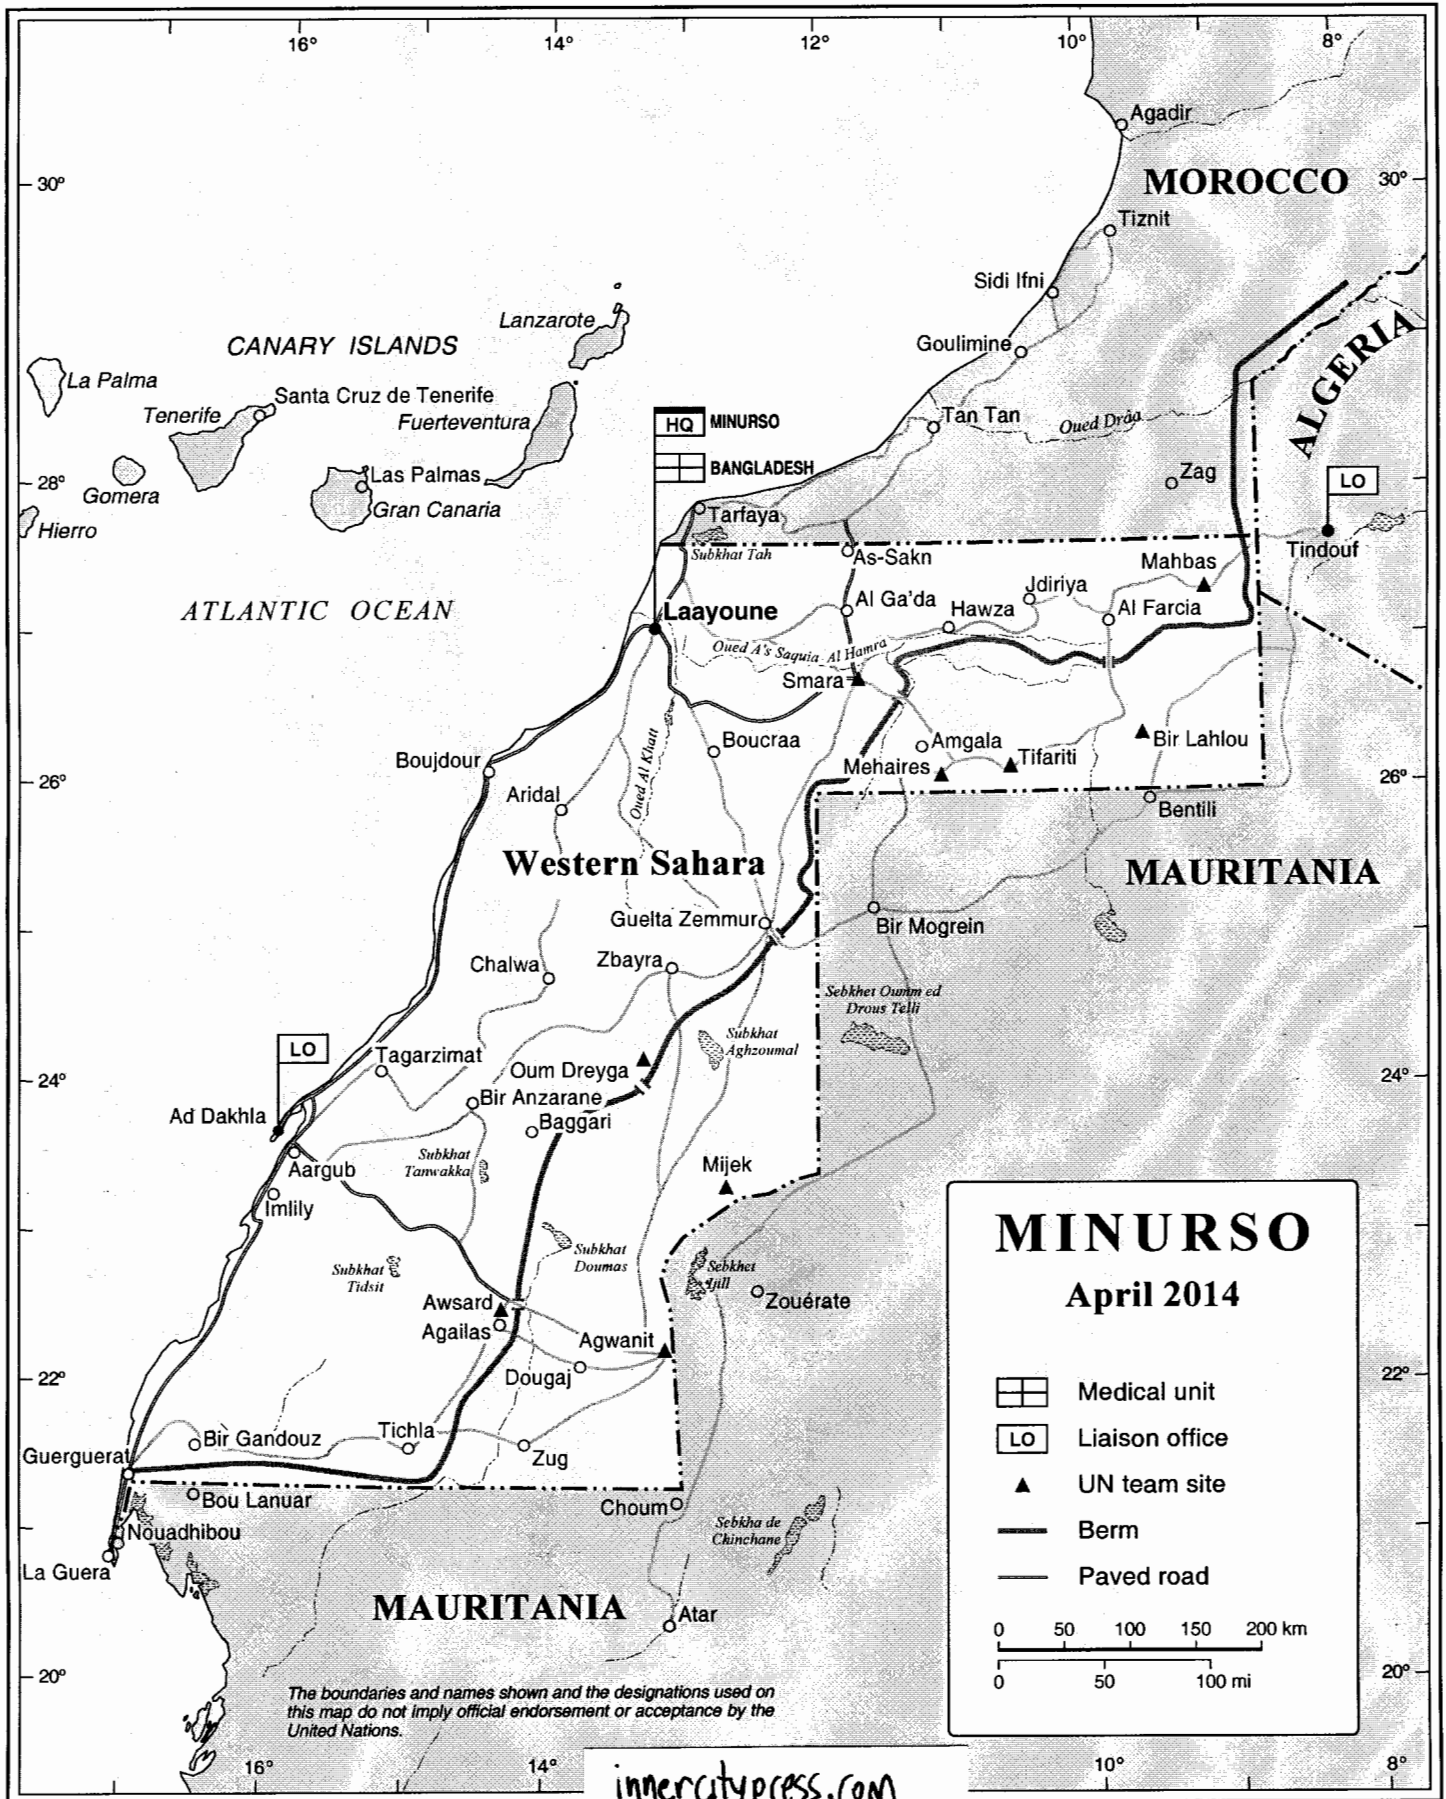 16° 14° 12° 10° 8°
Agadir
MOROCCO
30° 30°
Tiznit
Sidi Ifni
Goulimine
Lanzarote
CANARY ISLANDS
ALGERIA
La Palma
Santa Cruz de Tenerife
Tenerife
Fuerteventura
HQ MINURSO
Tan Tan
Oued Drâa
BANGLADESH
Las Palmas
Zag
LO
28°
Gomera
Gran Canaria
Tarfaya
Hierro
Tindouf
Subkhat Tah
As-Sakn
Mahbas
Jdiriya
Al Ga'da
Hawza
Al Farcia
ATLANTIC OCEAN
Laayoune
Oued A's Saquia Al Hamra
Smara
Boucraa
Amgala
Tifariti
Bir Lahlou
Boujdour
Mehaires
Oued Al Khatt
26° 26°
Aridal
Bentili
Western Sahara
MAURITANIA
Guelta Zemmur
Bir Mogrein
Chalwa
Zbayra
Sebkhet Oumm ed
Drous Telli
Subkhat
Aghzoumal
LO
Tagarzimat
Oum Dreyga
24° 24°
Bir Anzarane
Ad Dakhla
Baggari
Subkhat
Tanwakka
Aargub
Mijek
Imlily
Subkhat
Doumas
Subkhat
Tidsit
Sebkhet
Ijill
Zouérate
Awsard
Agailas
Agwanit
Dougaj
22° 22°
Tichla
Bir Gandouz
Zug
Guerguerat
Bou Lanuar
Choum
Nouadhibou
Sebkha de
Chinchane
La Guera
MAURITANIA
Atar
20° 20°
MINURSO
April 2014
Medical unit
LO Liaison office
UN team site
Berm
Paved road
0 50 100 150 200 km
0 50 100 mi
The boundaries and names shown and the designations used on
this map do not imply official endorsement or acceptance by the
United Nations.
16° 14° 10° 8°
innercitypress.com